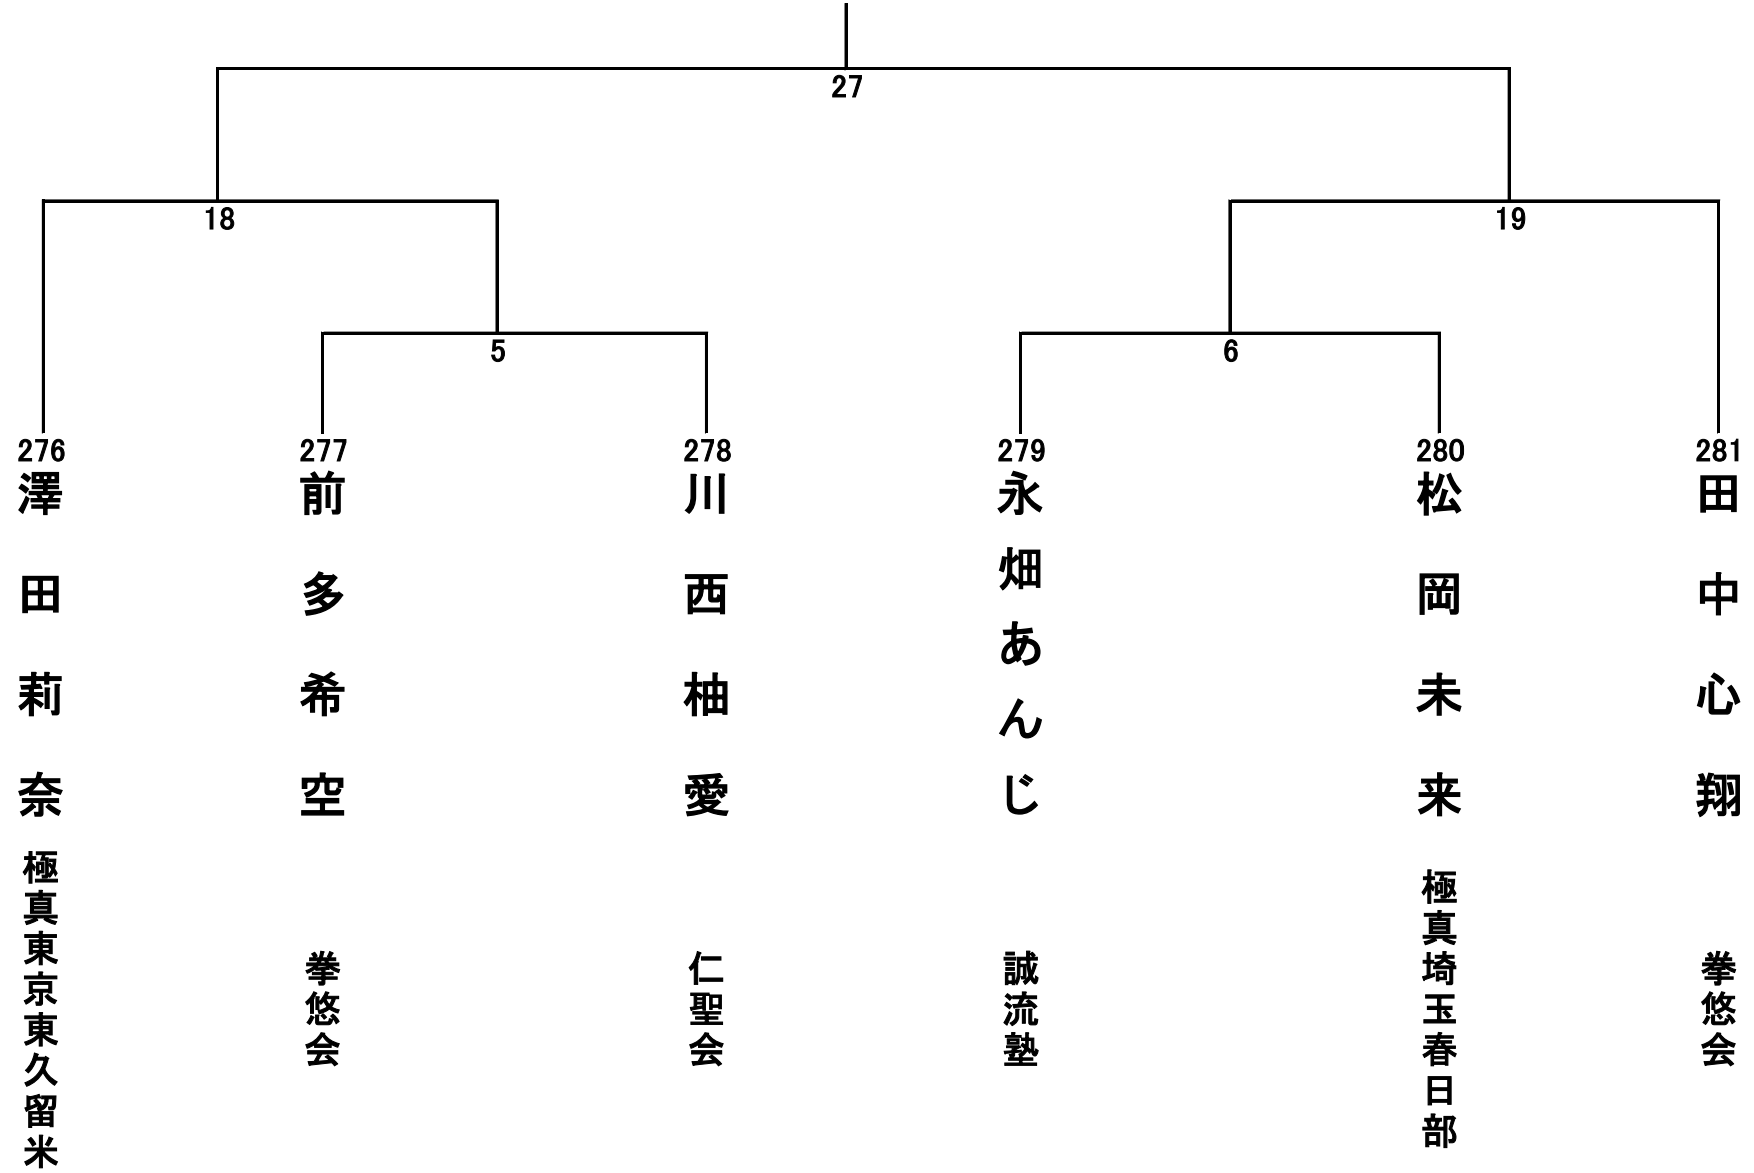 27
18
19
5
6
276
澤田莉奈
極真東京東久留米
277
前多希空
拳悠会
278
川西柚愛
仁聖会
279
永畑あんじ
誠流塾
280
松岡未来
極真埼玉春日部
281
田中心翔
拳悠会